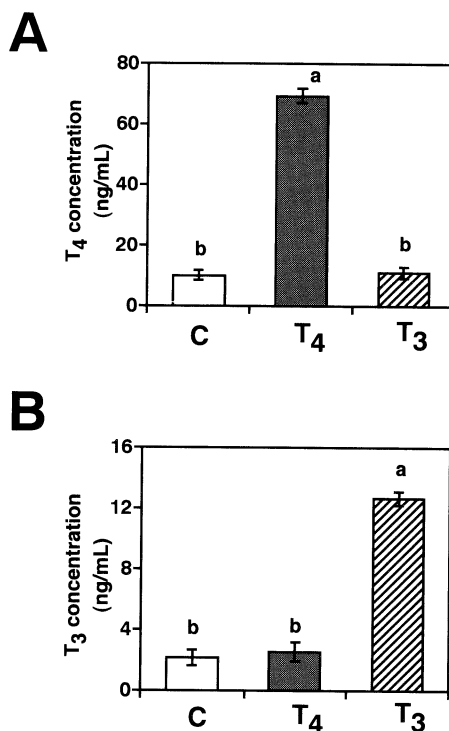 A
T4 concentration
(ng/mL)
80
60
40
20
0
a
b
b
C
T4
T3
B
T3 concentration
(ng/mL)
16
12
8
4
0
a
b
b
C
T4
T3